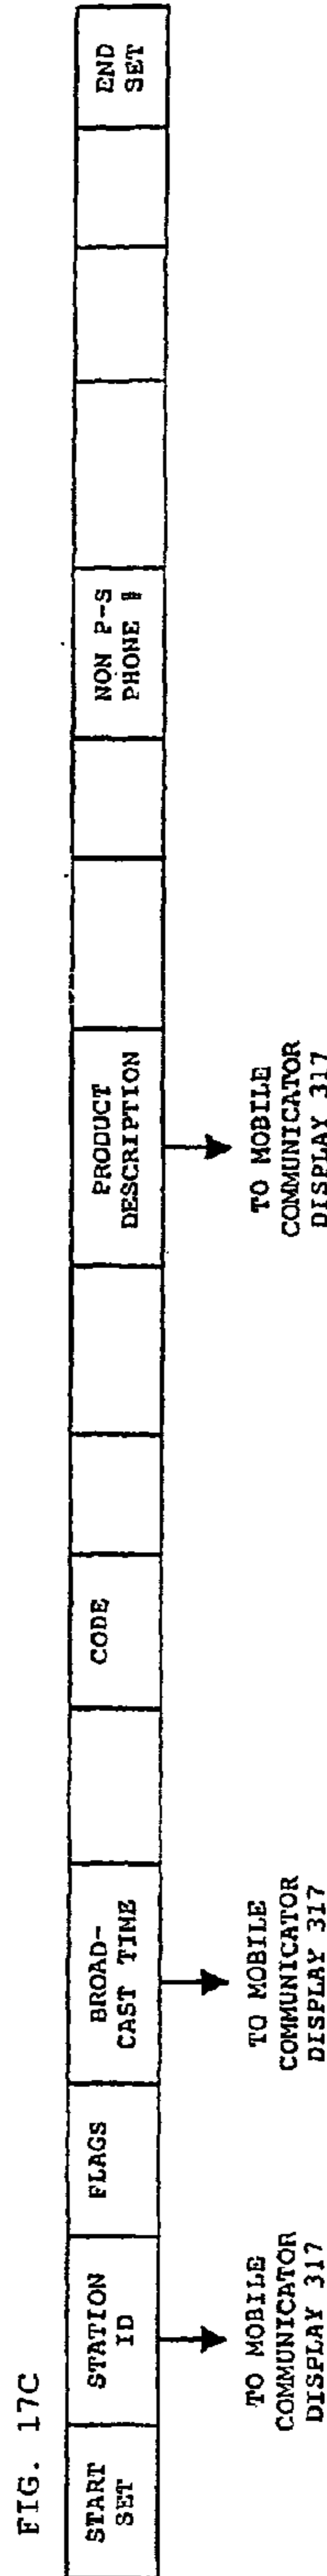 FIG. 17C
START
SET
STATION
ID
FLAGS
BROAD-
CAST TIME
CODE
PRODUCT
DESCRIPTION
NON P-S
PHONE #
END
SET
TO MOBILE
COMMUNICATOR
DISPLAY 317
TO MOBILE
COMMUNICATOR
DISPLAY 317
TO MOBILE
COMMUNICATOR
DISPLAY 317